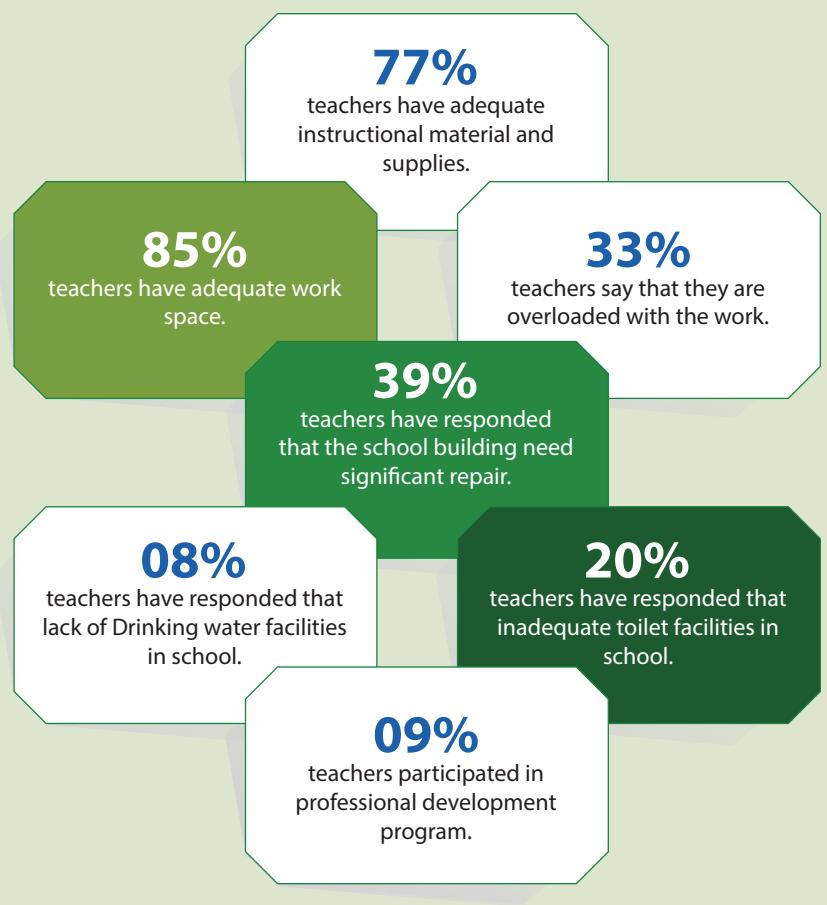 77%
teachers have adequate
instructional material and
supplies.
85%
teachers have adequate work
space.
33%
teachers say that they are
overloaded with the work.
39%
teachers have responded
that the school building need
significant repair.
08%
teachers have responded that
lack of Drinking water facilities
in school.
20%
teachers have responded that
inadequate toilet facilities in
school.
09%
teachers participated in
professional development
program.